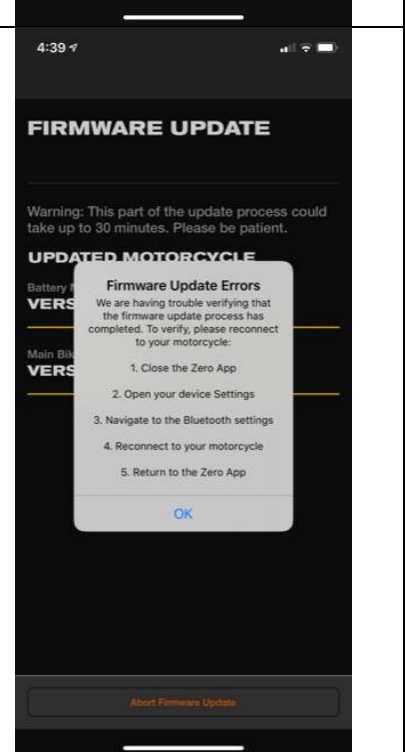 4:39
FIRMWARE UPDATE
Warning: This part of the update process could
take up to 30 minutes. Please be patient.
UPDATED MOTORCYCLE
Battery
VERS
Firmware Update Errors
We are having trouble verifying that
the firmware update process has
completed. To verify, please reconnect
to your motorcycle:
1. Close the Zero App
2. Open your device Settings
3. Navigate to the Bluetooth settings
4. Reconnect to your motorcycle
5. Return to the Zero App
OK
Main Bik
VERS
Abort Firmware Update